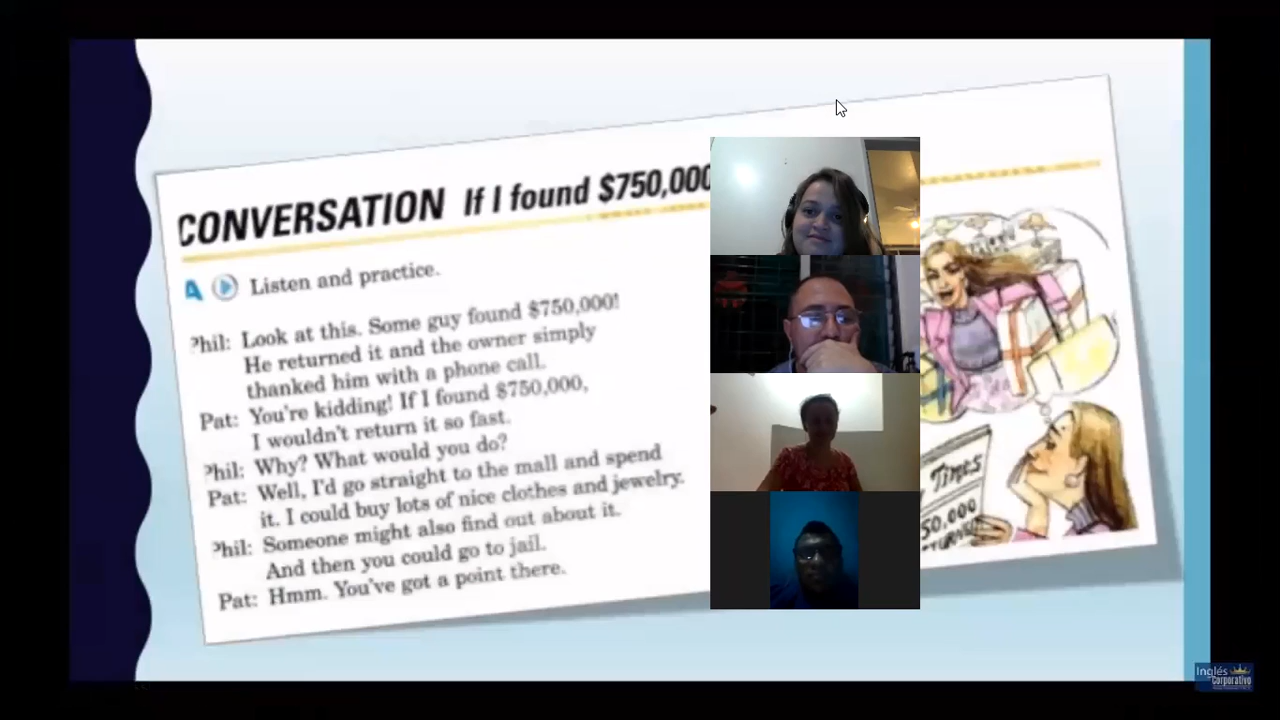 CONVERSATION If I found $750,000
A Listen and practice.
Phil: Look at this. Some guy found $750,000!
He returned it and the owner simply
thanked him with a phone call.
Pat: You're kidding! If I found $750,000,
I wouldn't return it so fast.
Phil: Why? What would you do?
Pat: Well, I'd go straight to the mall and spend
it. I could buy lots of nice clothes and jewelry.
Phil: Someone might also find out about it.
And then you could go to jail.
Pat: Hmm. You've got a point there.
Times
50,000
Inglés
Corporativo